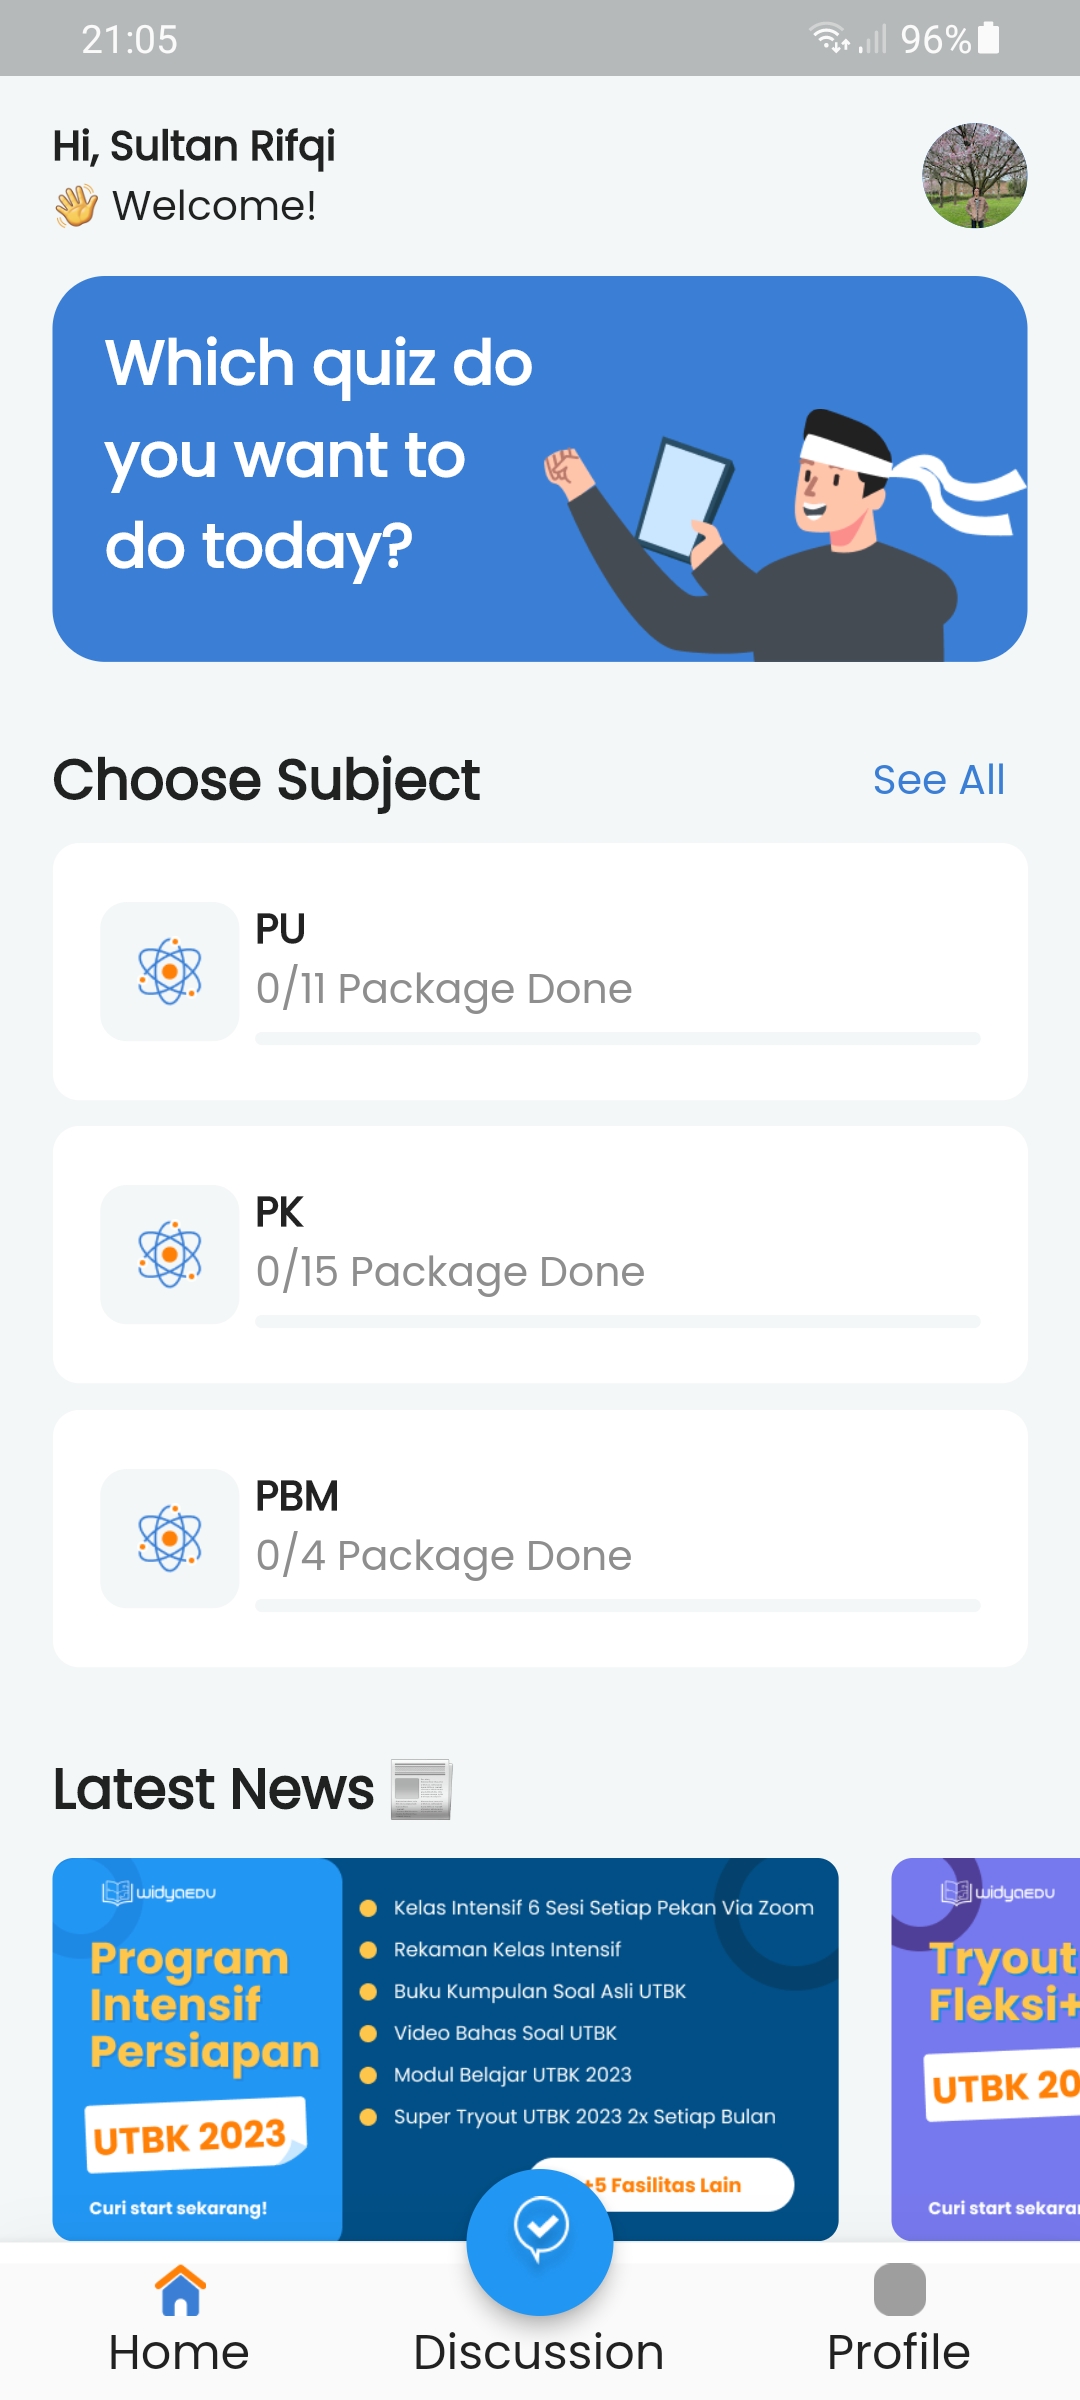 21:05
96%
Hi, Sultan Rifqi
👋 Welcome!
Which quiz do
you want to
do today?
Choose Subject
See All
PU
0/11 Package Done
PK
0/15 Package Done
PBM
0/4 Package Done
Latest News 📰
widyaEDU
Program
Intensif
Persiapan
UTBK 2023
Curi start sekarang!
Kelas Intensif 6 Sesi Setiap Pekan Via Zoom
Rekaman Kelas Intensif
Buku Kumpulan Soal Asli UTBK
Video Bahas Soal UTBK
Modul Belajar UTBK 2023
Super Tryout UTBK 2023 2x Setiap Bulan
+5 Fasilitas Lain
widyaEDU
Tryout
Fleksi+
UTBK 20
Curi start sekarar
Home
Discussion
Profile